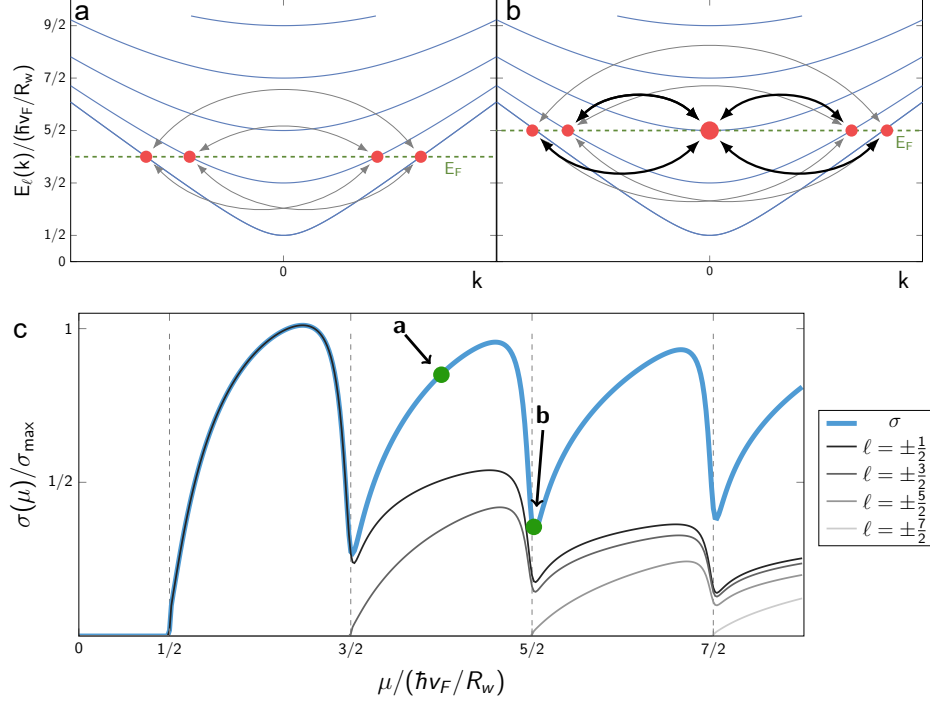 a
b
E_ℓ(k)/(ħv_F/R_w)
9/2
7/2
5/2
3/2
1/2
0
E_F
E_F
0
k
0
k
c
σ(μ)/σ_max
1
1/2
a
b
σ
ℓ = ±1/2
ℓ = ±3/2
ℓ = ±5/2
ℓ = ±7/2
0
1/2
3/2
5/2
7/2
μ/(ħv_F/R_w)